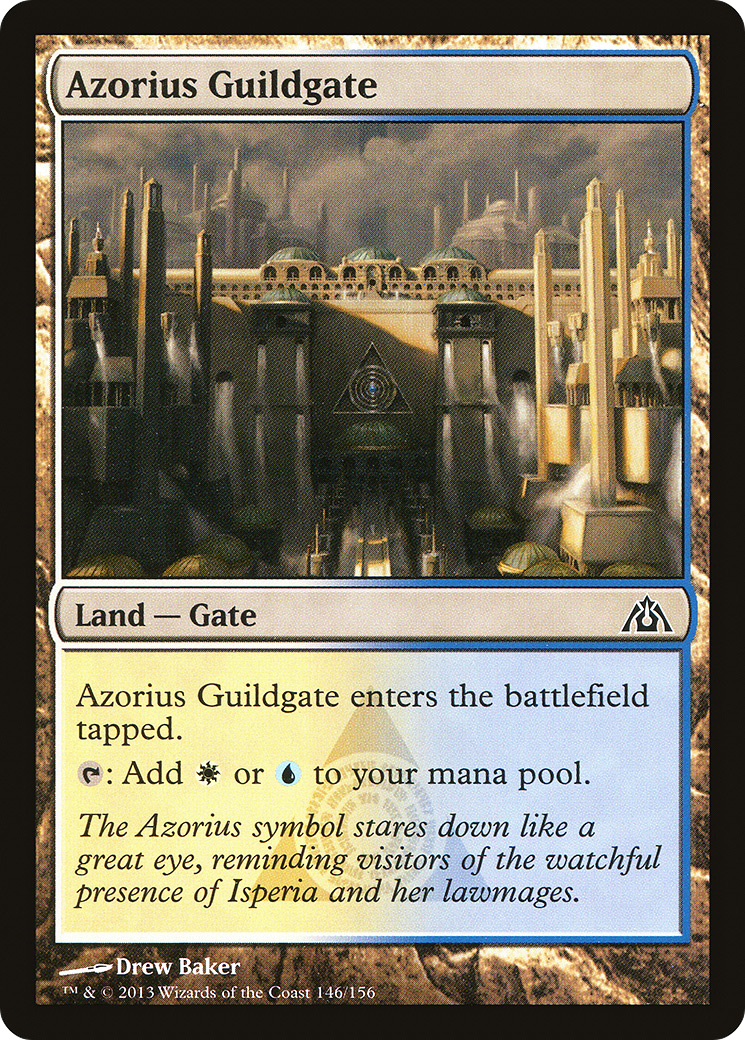 Azorius Guildgate
Land — Gate
Azorius Guildgate enters the battlefield
tapped.
: Add or to your mana pool.
The Azorius symbol stares down like a
great eye, reminding visitors of the watchful
presence of Isperia and her lawmages.
Drew Baker
™ & © 2013 Wizards of the Coast 146/156